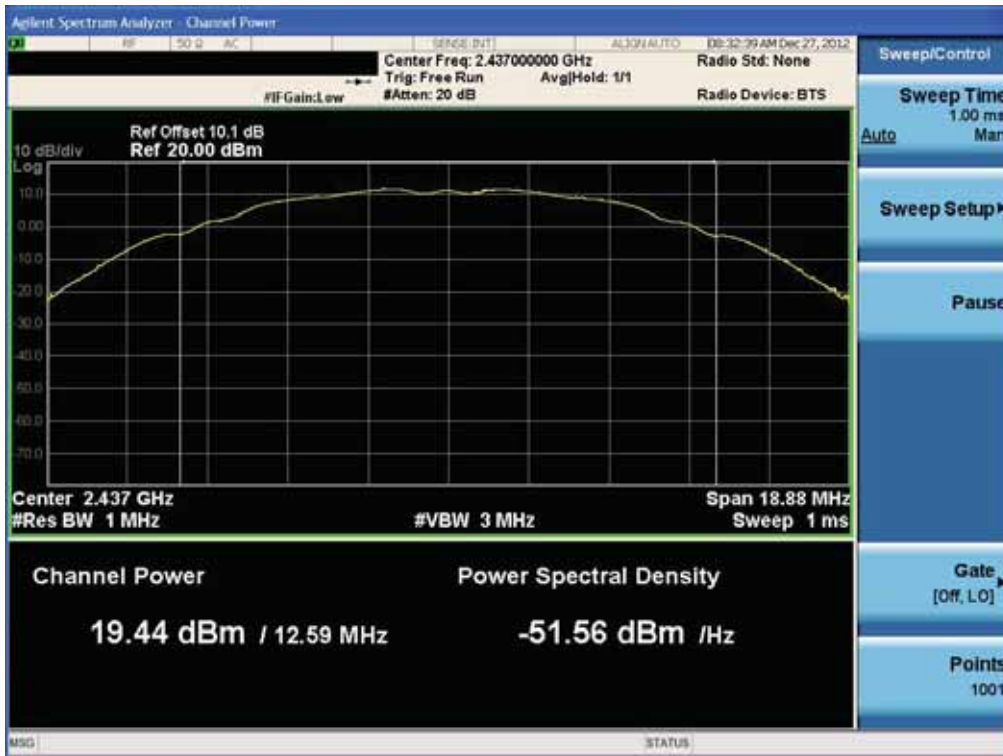 Agilent Spectrum Analyzer - Channel Power
RF 50 Ω AC SENSE:INT ALIGN AUTO 08:32:39 AM Dec 27, 2012
Center Freq: 2.437000000 GHz Radio Std: None
Trig: Free Run Avg|Hold: 1/1
#IFGain:Low #Atten: 20 dB Radio Device: BTS
Ref Offset 10.1 dB
10 dB/div Ref 20.00 dBm
Log
10.0
0.00
-10.0
-20.0
-30.0
-40.0
-50.0
-60.0
-70.0
Center 2.437 GHz Span 18.88 MHz
#Res BW 1 MHz #VBW 3 MHz Sweep 1 ms
Channel Power Power Spectral Density
19.44 dBm / 12.59 MHz -51.56 dBm /Hz
MSG STATUS
Sweep/Control
Sweep Time
1.00 ms
Auto Man
Sweep Setup
Pause
Gate
[Off, LO]
Points
1001